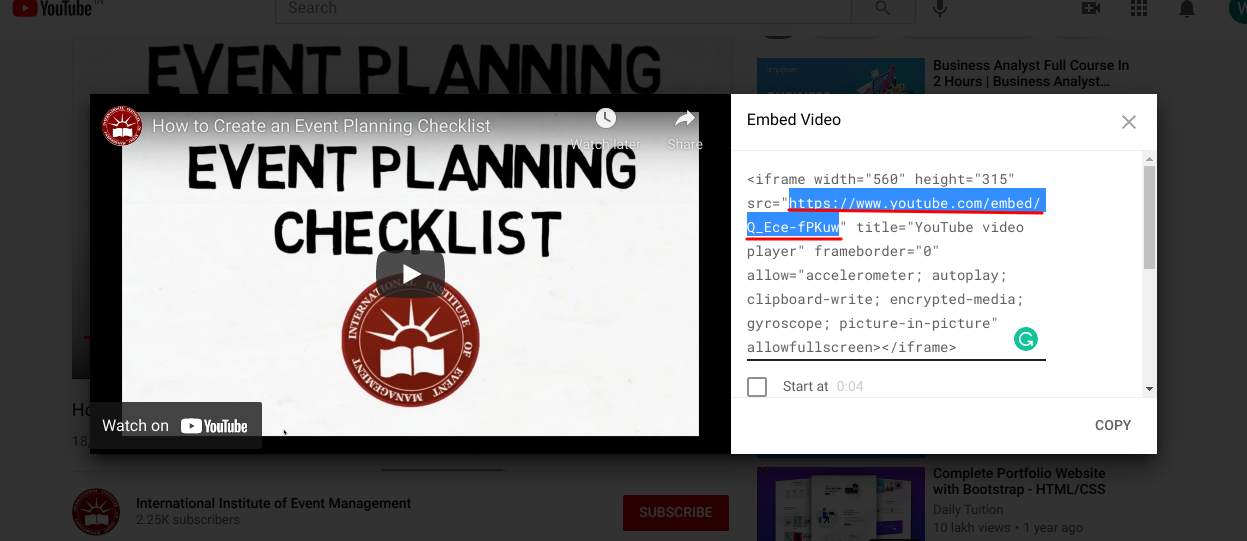 YouTube IN
Search
W
EVENT PLANNING
Business Analyst Full Course In
2 Hours | Business Analyst...
How to Create an Event Planning Checklist
Watch later
Share
EVENT PLANNING
CHECKLIST
INTERNATIONAL INSTITUTE OF EVENT MANAGEMENT
Watch on YouTube
Embed Video
<iframe width="560" height="315"
src="https://www.youtube.com/embed/
Q_Ece-fPKuw" title="YouTube video
player" frameborder="0"
allow="accelerometer; autoplay;
clipboard-write; encrypted-media;
gyroscope; picture-in-picture"
allowfullscreen></iframe>
Start at 0:04
COPY
Ho
18,
International Institute of Event Management
2.25K subscribers
SUBSCRIBE
Complete Portfolio Website
with Bootstrap - HTML/CSS
Daily Tuition
10 lakh views • 1 year ago